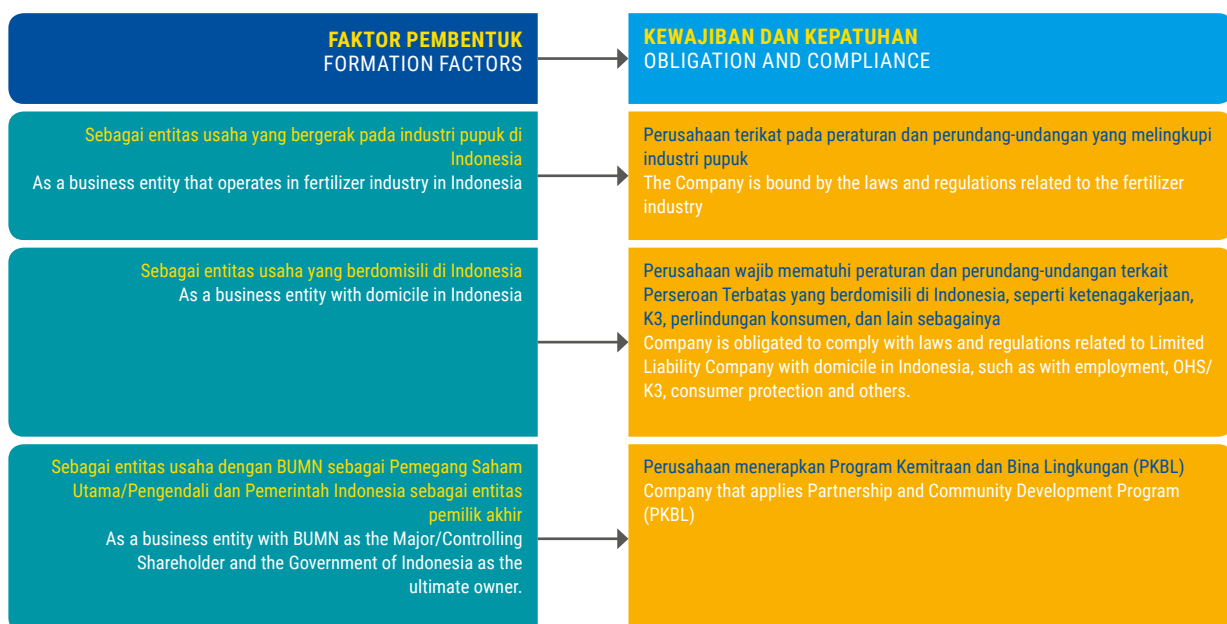 FAKTOR PEMBENTUK
FORMATION FACTORS
KEWAJIBAN DAN KEPATUHAN
OBLIGATION AND COMPLIANCE
Sebagai entitas usaha yang bergerak pada industri pupuk di
Indonesia
As a business entity that operates in fertilizer industry in Indonesia
Perusahaan terikat pada peraturan dan perundang-undangan yang melingkupi
industri pupuk
The Company is bound by the laws and regulations related to the fertilizer
industry
Sebagai entitas usaha yang berdomisili di Indonesia
As a business entity with domicile in Indonesia
Perusahaan wajib mematuhi peraturan dan perundang-undangan terkait
Perseroan Terbatas yang berdomisili di Indonesia, seperti ketenagakerjaan,
K3, perlindungan konsumen, dan lain sebagainya
Company is obligated to comply with laws and regulations related to Limited
Liability Company with domicile in Indonesia, such as with employment, OHS/
K3, consumer protection and others.
Sebagai entitas usaha dengan BUMN sebagai Pemegang Saham
Utama/Pengendali dan Pemerintah Indonesia sebagai entitas
pemilik akhir
As a business entity with BUMN as the Major/Controlling
Shareholder and the Government of Indonesia as the
ultimate owner.
Perusahaan menerapkan Program Kemitraan dan Bina Lingkungan (PKBL)
Company that applies Partnership and Community Development Program
(PKBL)